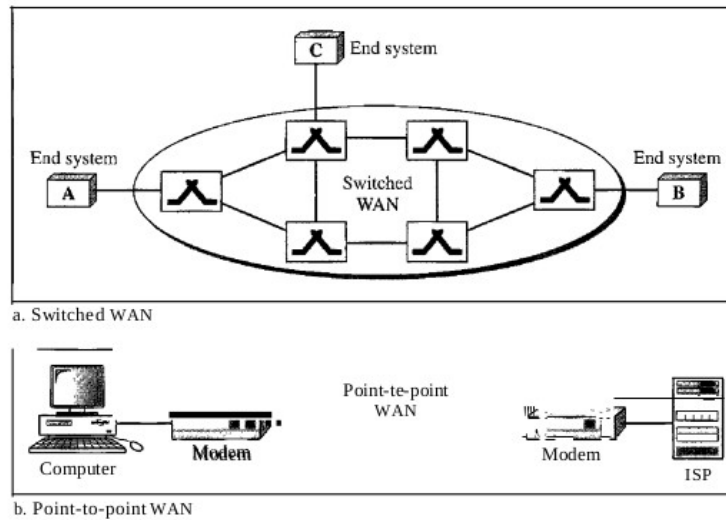 C End system
End system
End system
A
Switched
WAN
B
a. Switched WAN
Point-te-point
WAN
Modem
Modem
Computer
ISP
b. Point-to-point WAN